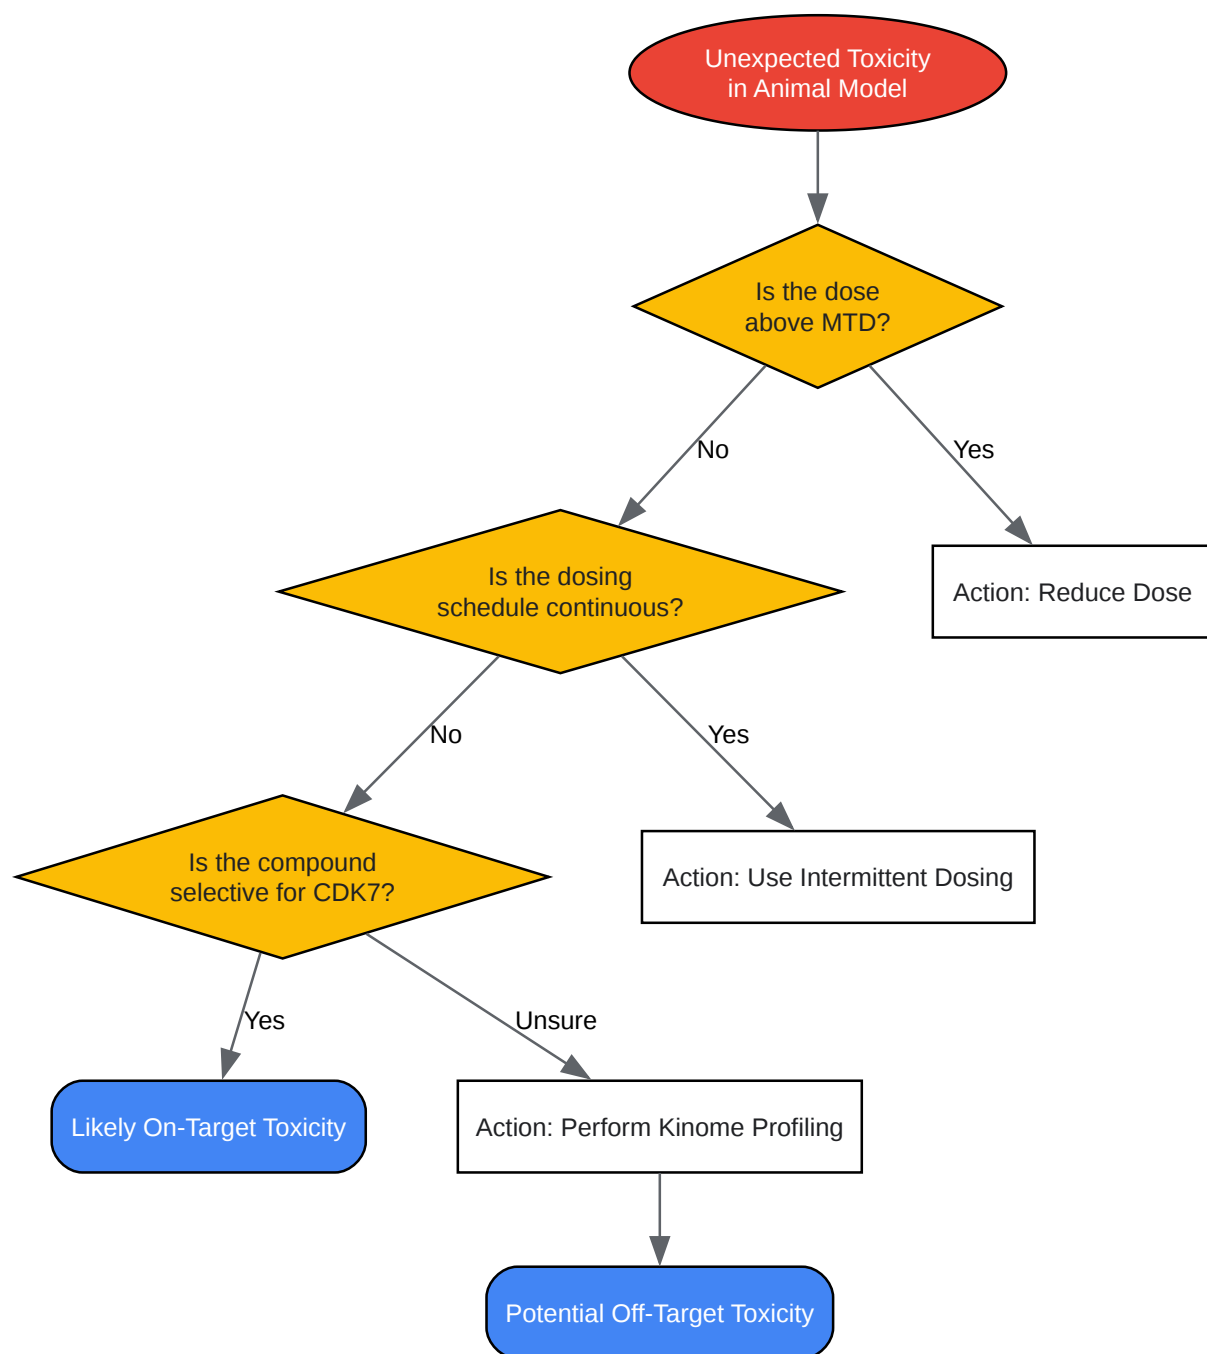 Unexpected Toxicity
in Animal Model
Is the dose
above MTD?
No
Yes
Is the dosing
schedule continuous?
Action: Reduce Dose
No
Yes
Is the compound
selective for CDK7?
Action: Use Intermittent Dosing
Yes
Unsure
Likely On-Target Toxicity
Action: Perform Kinome Profiling
Potential Off-Target Toxicity